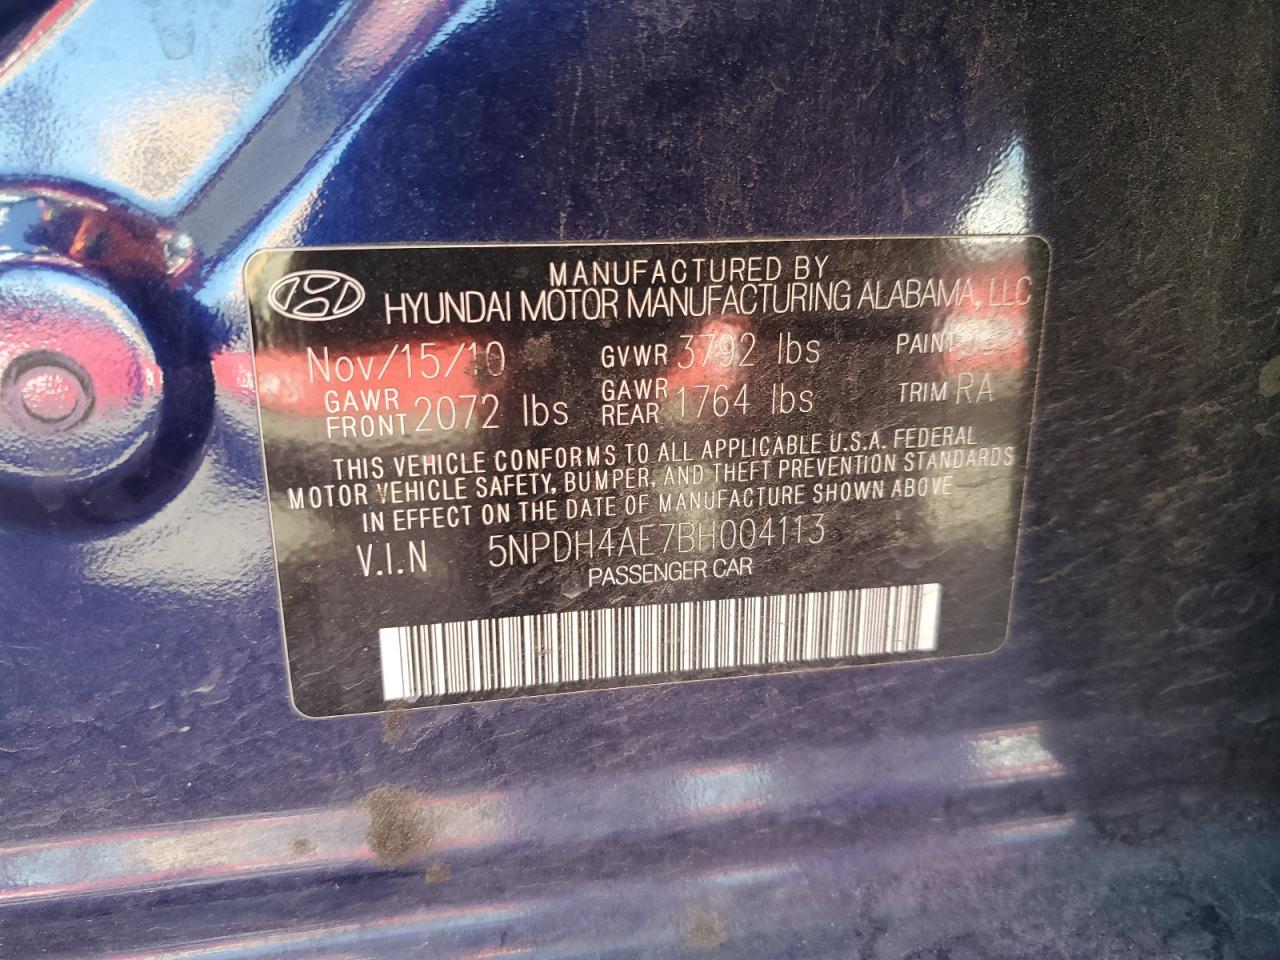 MANUFACTURED BY
HYUNDAI MOTOR MANUFACTURING ALABAMA, LLC
Nov/15/10 GVWR 3792 lbs PAINT
GAWR FRONT 2072 lbs GAWR REAR 1764 lbs TRIM RA
THIS VEHICLE CONFORMS TO ALL APPLICABLE U.S.A. FEDERAL
MOTOR VEHICLE SAFETY, BUMPER, AND THEFT PREVENTION STANDARDS
IN EFFECT ON THE DATE OF MANUFACTURE SHOWN ABOVE
V.I.N 5NPDH4AE7BH004113
PASSENGER CAR